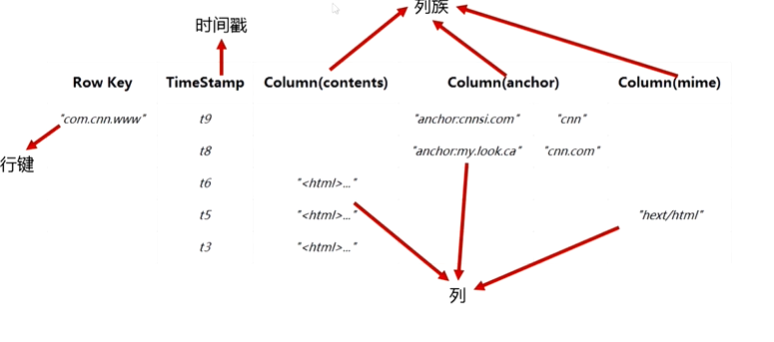 列族
时间戳
Row Key TimeStamp Column(contents) Column(anchor) Column(mime)
"com.cnn.www" t9 "anchor:cnnsi.com" "cnn"
t8 "anchor:my.look.ca" "cnn.com"
行键
t6 "<html>..."
t5 "<html>..." "hext/html"
t3 "<html>..."
列